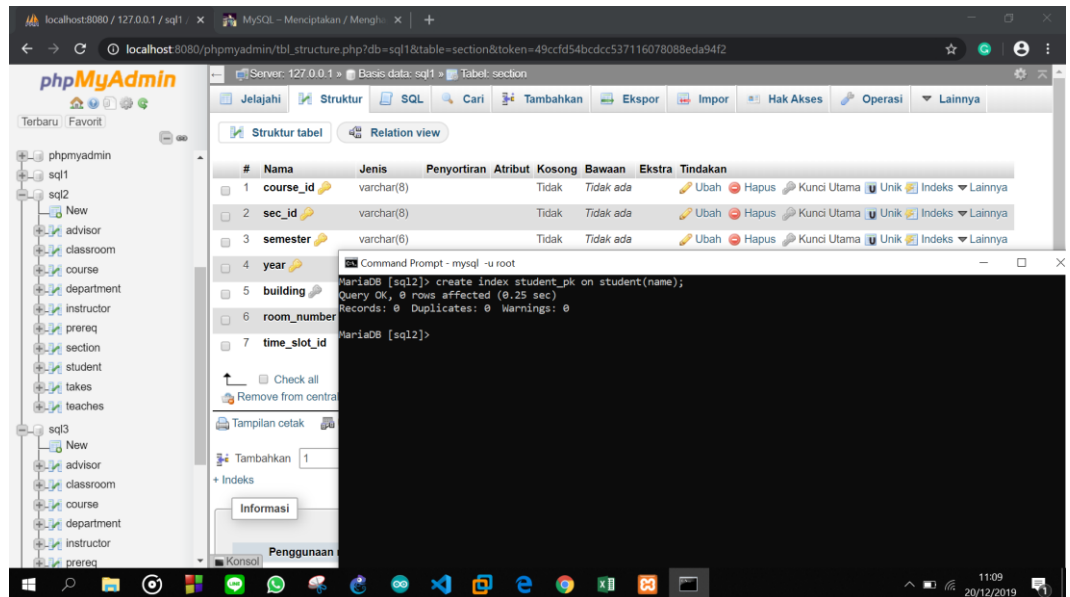 localhost:8080 / 127.0.0.1 / sql1 /
MySQL – Menciptakan / Mengha
localhost:8080/phpmyadmin/tbl_structure.php?db=sql1&table=section&token=49ccfd54bcdcc537116078088eda94f2
phpMyAdmin
Terbaru Favorit
phpmyadmin
sql1
sql2
New
advisor
classroom
course
department
instructor
prereq
section
student
takes
teaches
sql3
New
advisor
classroom
course
department
instructor
prereq
Server: 127.0.0.1 » Basis data: sql1 » Tabel: section
Jelajahi Struktur SQL Cari Tambahkan Ekspor Impor Hak Akses Operasi Lainnya
Struktur tabel Relation view
# Nama Jenis Penyortiran Atribut Kosong Bawaan Ekstra Tindakan
1 course_id varchar(8) Tidak Tidak ada Ubah Hapus Kunci Utama Unik Indeks Lainnya
2 sec_id varchar(8) Tidak Tidak ada Ubah Hapus Kunci Utama Unik Indeks Lainnya
3 semester varchar(6) Tidak Tidak ada Ubah Hapus Kunci Utama Unik Indeks Lainnya
4 year
5 building
6 room_number
7 time_slot_id
Check all
Remove from central
Tampilan cetak
Tambahkan 1
+ Indeks
Informasi
Penggunaan
Konsol
Command Prompt - mysql -u root
MariaDB [sql2]> create index student_pk on student(name);
Query OK, 0 rows affected (0.25 sec)
Records: 0 Duplicates: 0 Warnings: 0
MariaDB [sql2]>
11:09
20/12/2019